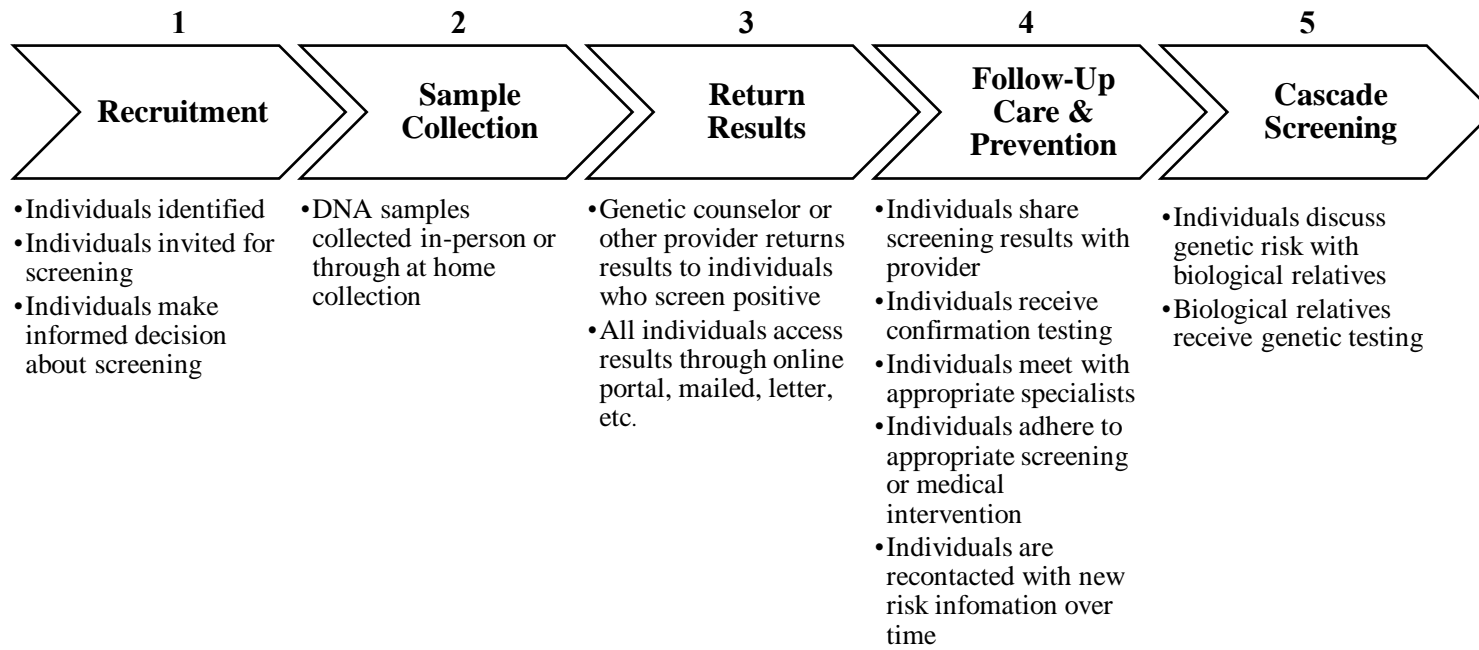 1
Recruitment
•Individuals identified
•Individuals invited for
screening
•Individuals make
informed decision
about screening
2
Sample
Collection
•DNA samples
collected in-person or
through at home
collection
3
Return
Results
•Genetic counselor or
other provider returns
results to individuals
who screen positive
•All individuals access
results through online
portal, mailed, letter,
etc.
4
Follow-Up
Care &
Prevention
•Individuals share
screening results with
provider
•Individuals receive
confirmation testing
•Individuals meet with
appropriate specialists
•Individuals adhere to
appropriate screening
or medical
intervention
•Individuals are
recontacted with new
risk infomation over
time
5
Cascade
Screening
•Individuals discuss
genetic risk with
biological relatives
•Biological relatives
receive genetic testing